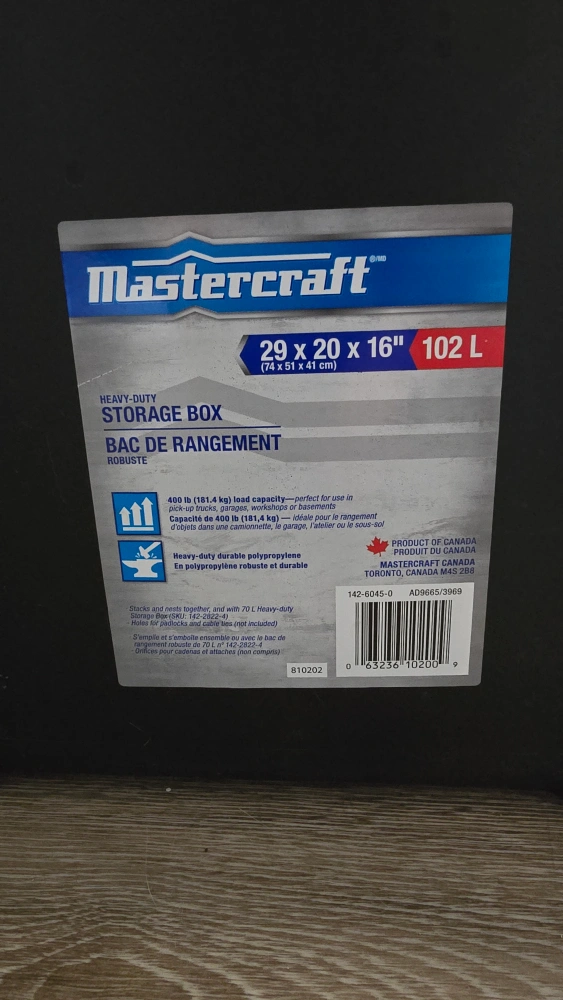 Mastercraft®/MD
29 x 20 x 16" 102 L
(74 x 51 x 41 cm)
HEAVY-DUTY
STORAGE BOX
BAC DE RANGEMENT
ROBUSTE
400 lb (181.4 kg) load capacity—perfect for use in
pick-up trucks, garages, workshops or basements
Capacité de 400 lb (181,4 kg) — idéale pour le rangement
d'objets dans une camionnette, le garage, l'atelier ou le sous-sol
Heavy-duty durable polypropylene
En polypropylène robuste et durable
PRODUCT OF CANADA
PRODUIT DU CANADA
MASTERCRAFT CANADA
TORONTO, CANADA M4S 2B8
Stacks and nests together, and with 70 L Heavy-duty
Storage Box (SKU: 142-2822-4)
Holes for padlocks and cable ties (not included)
S'empile et s'emboîte ensemble ou avec le bac de
rangement robuste de 70 L n° 142-2822-4
Orifices pour cadenas et attaches (non compris)
810202
142-6045-0 AD9665/3969
0 63236 10200 9